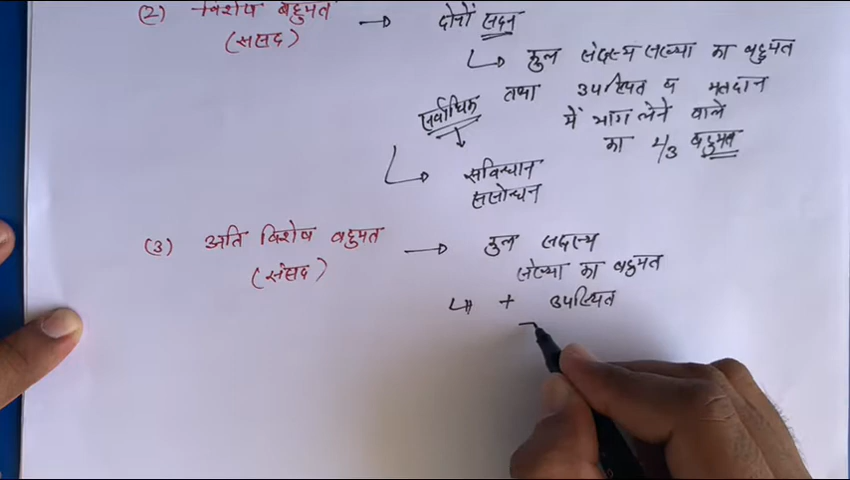 (2) विशेष बहुमत → दोनों सदन
(संसद)
कुल सदस्य संख्या का बहुमत
तथा उपस्थित व मतदान
में भाग लेने वाले
का 2/3 बहुमत
सर्वाधिक
संविन्धान
संसोन्धन
(3) अति विशेष बहुमत → कुल सदस्य
(संसद) संख्या का बहुमत
+ उपस्थित